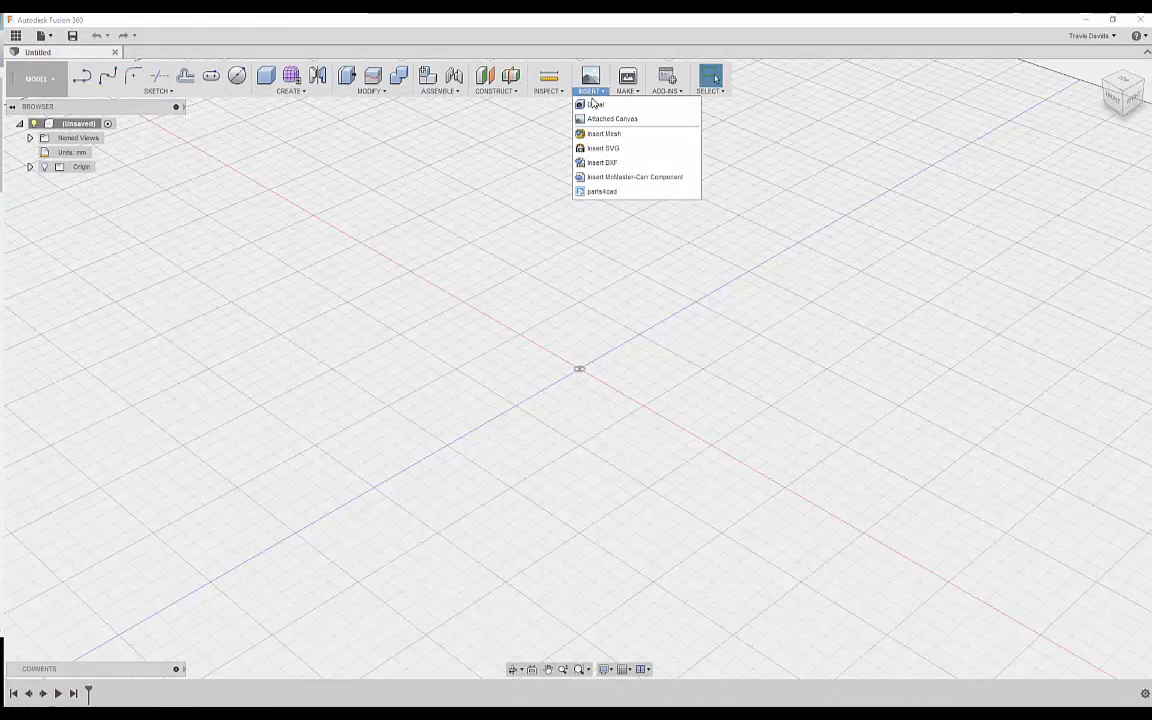 Autodesk Fusion 360
Travis Davids
Untitled
MODEL
SKETCH
CREATE
MODIFY
ASSEMBLE
CONSTRUCT
INSPECT
INSERT
MAKE
ADD-INS
SELECT
BROWSER
Attached Canvas
(Unsaved)
Insert Mesh
Named Views
Insert SVG
Units: mm
Insert DXF
Origin
Insert McMaster-Carr Component
parts4cad
COMMENTS